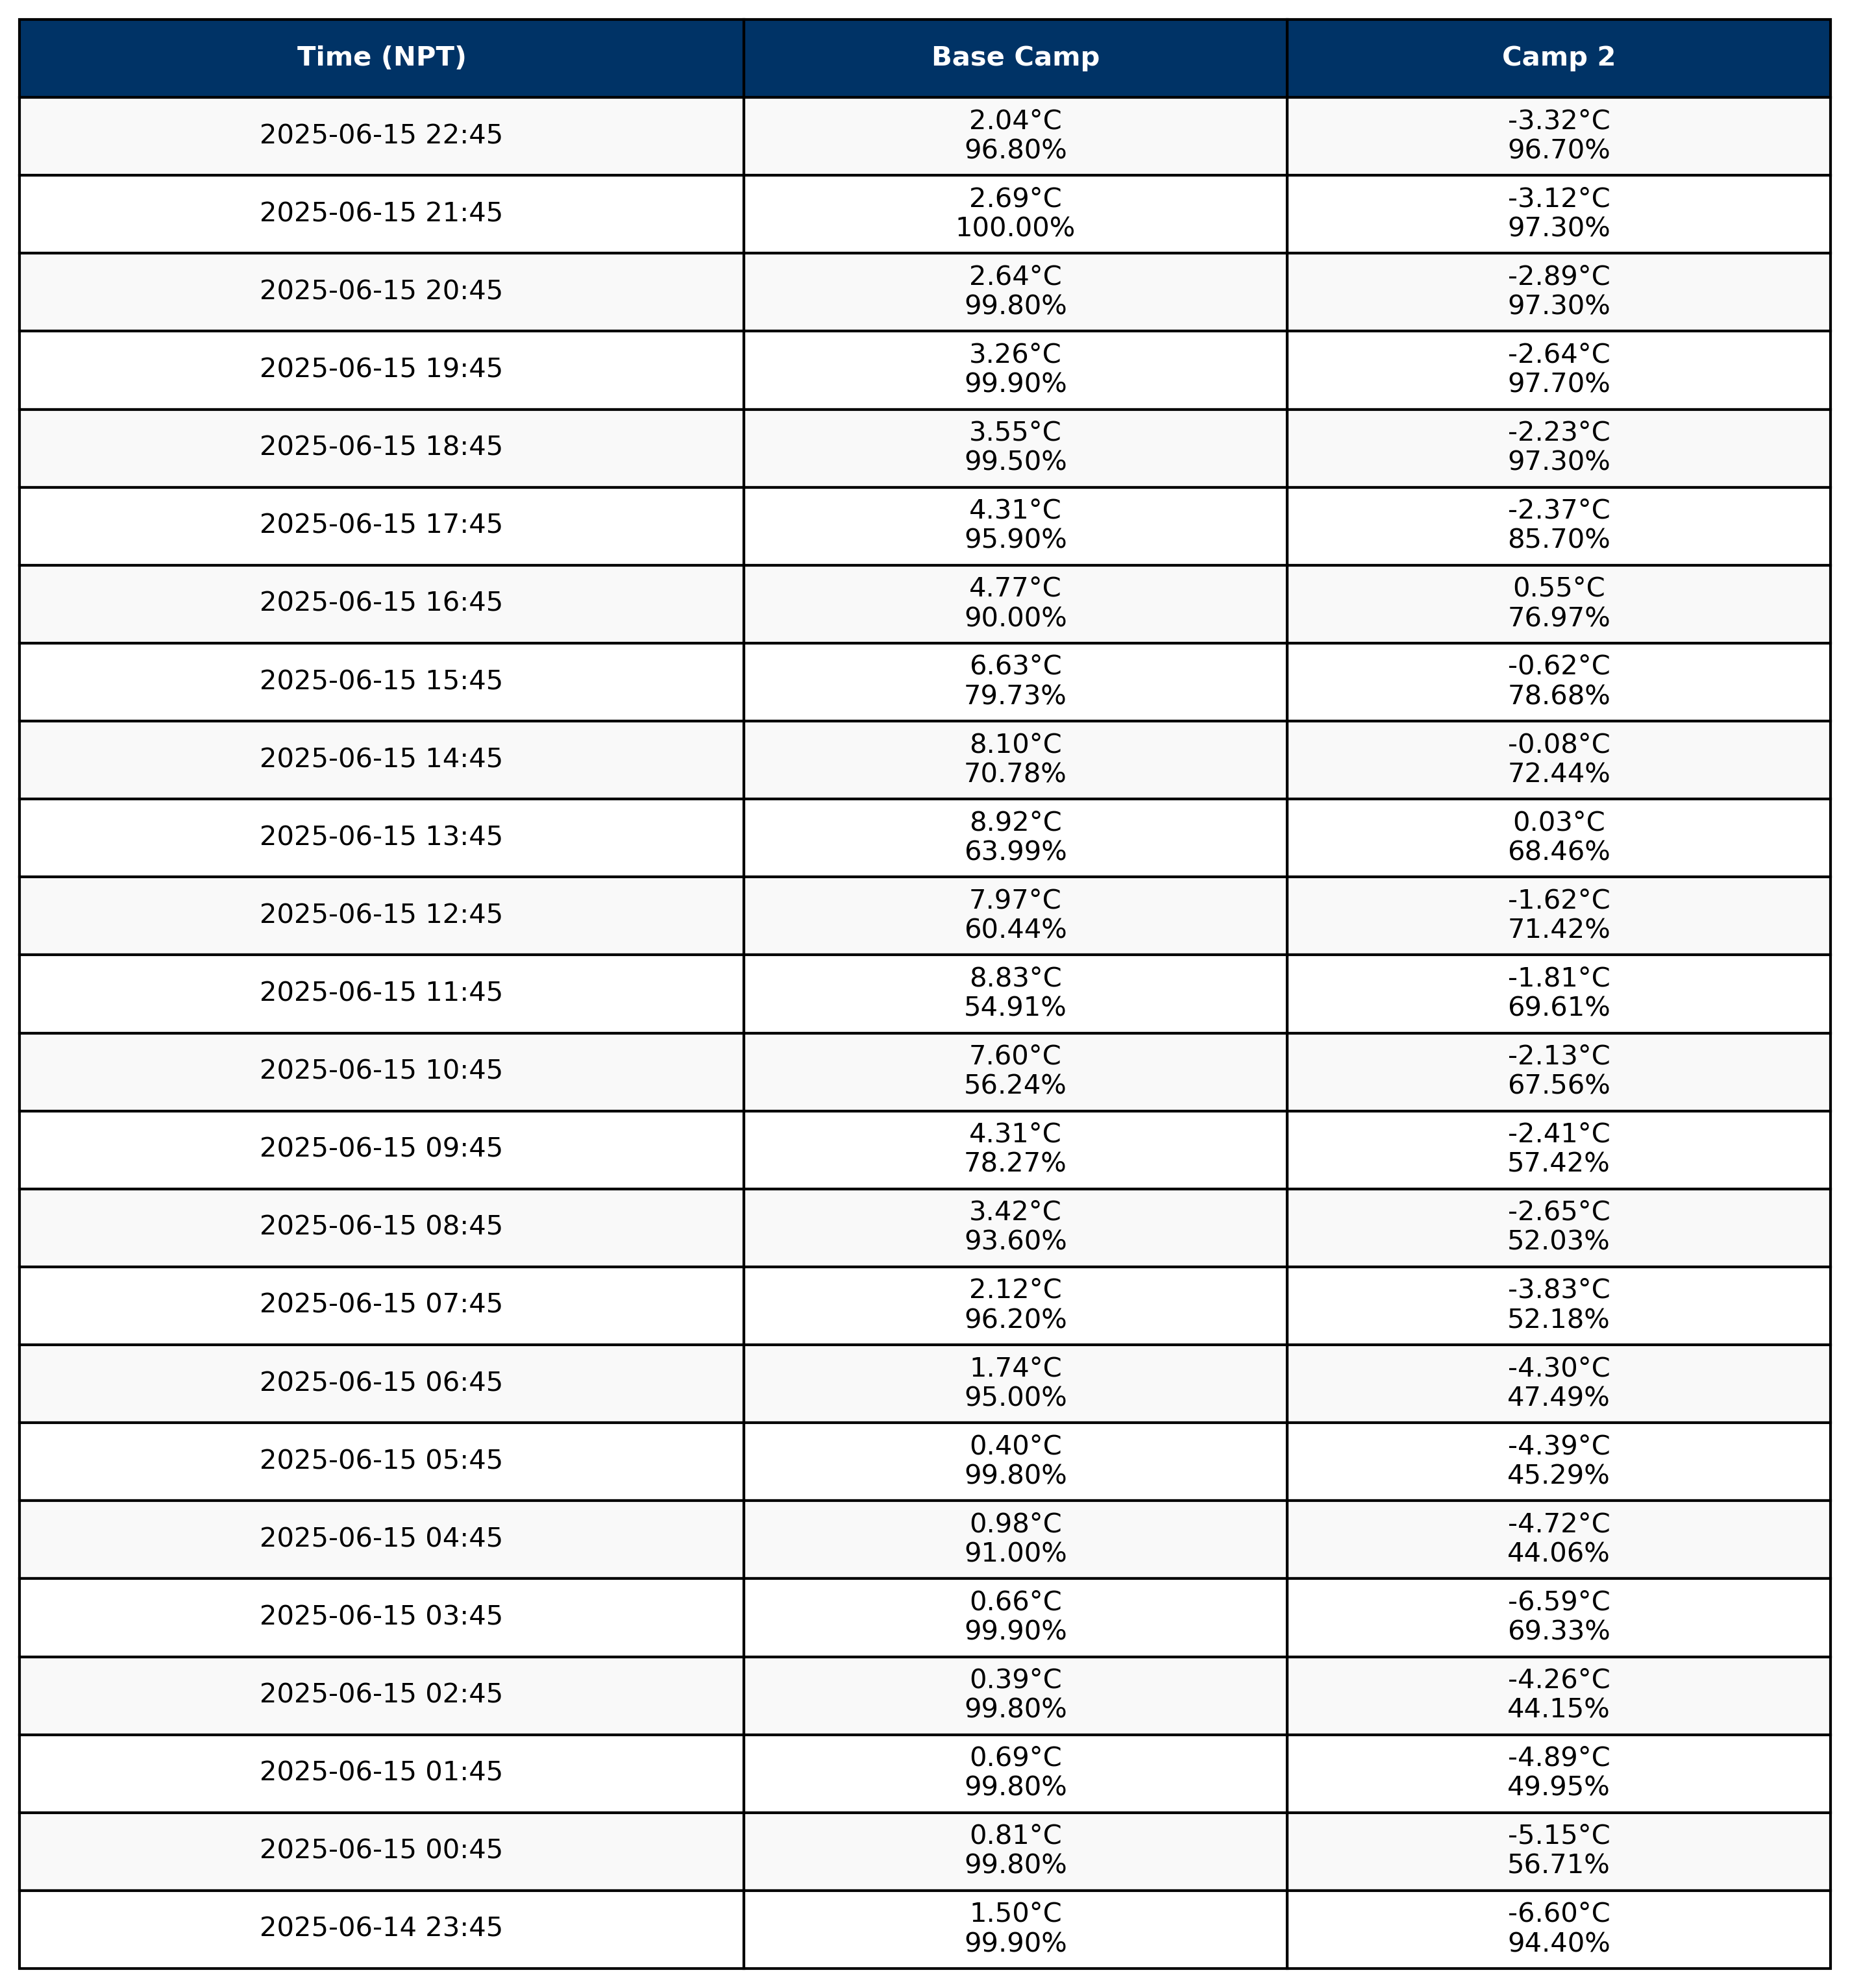 Time (NPT) Base Camp Camp 2
2025-06-15 22:45 2.04°C -3.32°C
96.80% 96.70%
2025-06-15 21:45 2.69°C -3.12°C
100.00% 97.30%
2025-06-15 20:45 2.64°C -2.89°C
99.80% 97.30%
2025-06-15 19:45 3.26°C -2.64°C
99.90% 97.70%
2025-06-15 18:45 3.55°C -2.23°C
99.50% 97.30%
2025-06-15 17:45 4.31°C -2.37°C
95.90% 85.70%
2025-06-15 16:45 4.77°C 0.55°C
90.00% 76.97%
2025-06-15 15:45 6.63°C -0.62°C
79.73% 78.68%
2025-06-15 14:45 8.10°C -0.08°C
70.78% 72.44%
2025-06-15 13:45 8.92°C 0.03°C
63.99% 68.46%
2025-06-15 12:45 7.97°C -1.62°C
60.44% 71.42%
2025-06-15 11:45 8.83°C -1.81°C
54.91% 69.61%
2025-06-15 10:45 7.60°C -2.13°C
56.24% 67.56%
2025-06-15 09:45 4.31°C -2.41°C
78.27% 57.42%
2025-06-15 08:45 3.42°C -2.65°C
93.60% 52.03%
2025-06-15 07:45 2.12°C -3.83°C
96.20% 52.18%
2025-06-15 06:45 1.74°C -4.30°C
95.00% 47.49%
2025-06-15 05:45 0.40°C -4.39°C
99.80% 45.29%
2025-06-15 04:45 0.98°C -4.72°C
91.00% 44.06%
2025-06-15 03:45 0.66°C -6.59°C
99.90% 69.33%
2025-06-15 02:45 0.39°C -4.26°C
99.80% 44.15%
2025-06-15 01:45 0.69°C -4.89°C
99.80% 49.95%
2025-06-15 00:45 0.81°C -5.15°C
99.80% 56.71%
2025-06-14 23:45 1.50°C -6.60°C
99.90% 94.40%